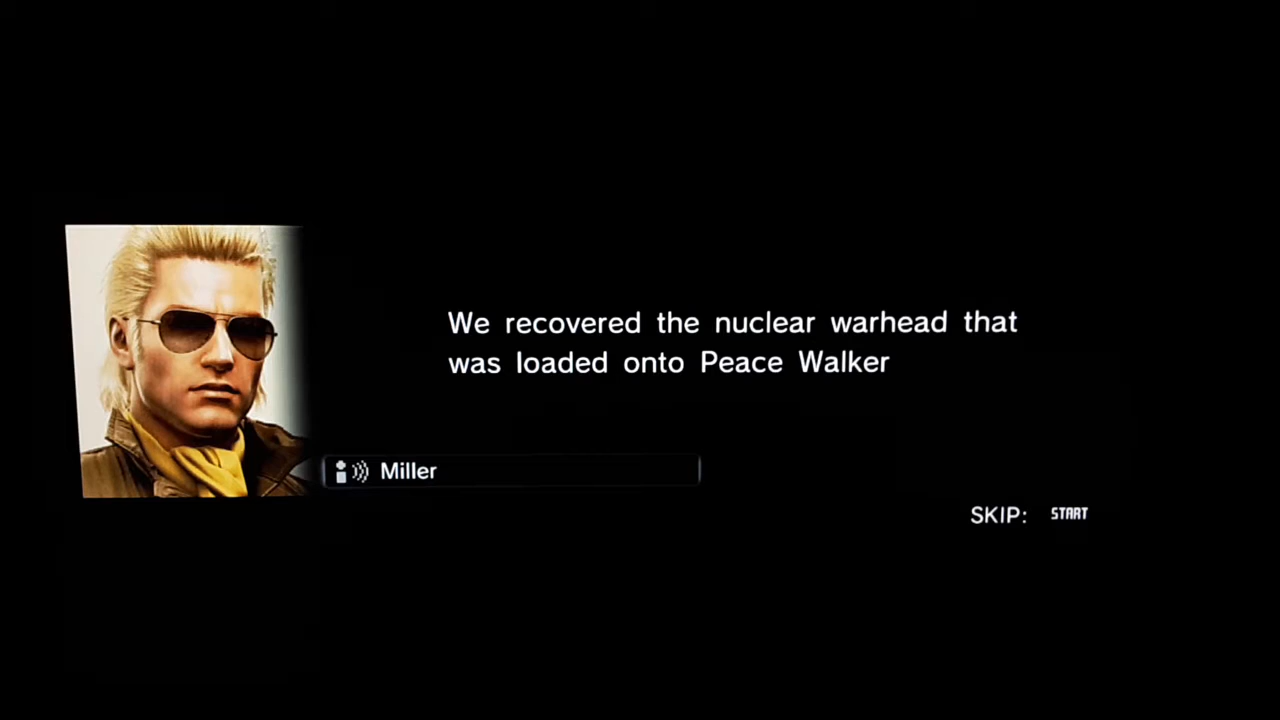 We recovered the nuclear warhead that
was loaded onto Peace Walker
Miller
SKIP: START